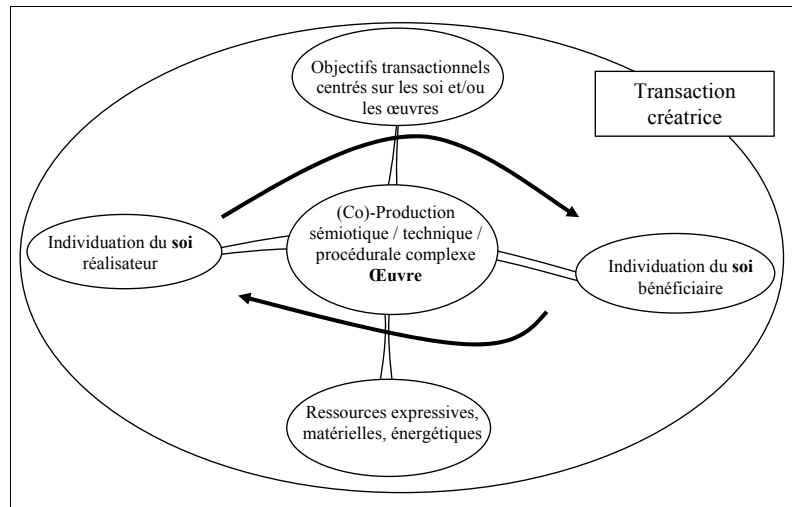 Objectifs transactionnels
centrés sur les soi et/ou
les œuvres
Transaction
créatrice
(Co)-Production
sémiotique / technique /
procédurale complexe
Œuvre
Individuation du soi
réalisateur
Individuation du soi
bénéficiaire
Ressources expressives,
matérielles, énergétiques